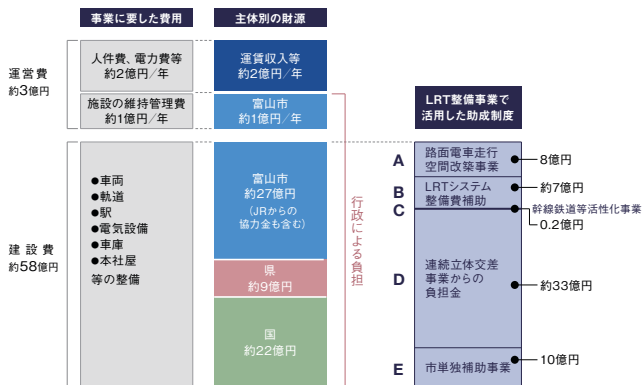 事業に要した費用
主体別の財源
運営費
約3億円
人件費、電力費等
約2億円／年
運賃収入等
約2億円／年
施設の維持管理費
約1億円／年
富山市
約1億円／年
LRT整備事業で
活用した助成制度
建設費
約58億円
●車両
●軌道
●駅
●電気設備
●車庫
●本社屋
等の整備
富山市
約27億円
（JRからの
協力金も含む）
県
約9億円
国
約22億円
行政による負担
A
路面電車走行
空間改築事業
8億円
B
LRTシステム
整備費補助
約7億円
C
幹線鉄道等活性化事業
0.2億円
D
連続立体交差
事業からの
負担金
約33億円
E
市単独補助事業
10億円